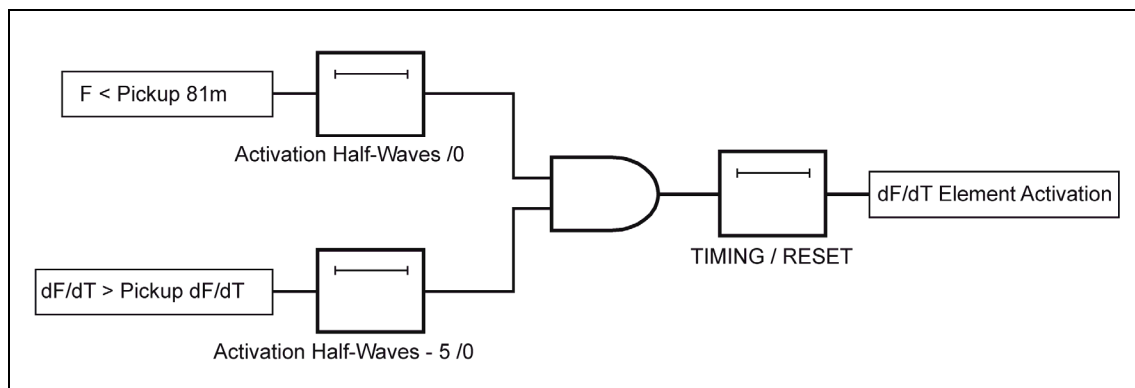 F < Pickup 81m
Activation Half-Waves /0
dF/dT > Pickup dF/dT
Activation Half-Waves - 5 /0
TIMING / RESET
dF/dT Element Activation